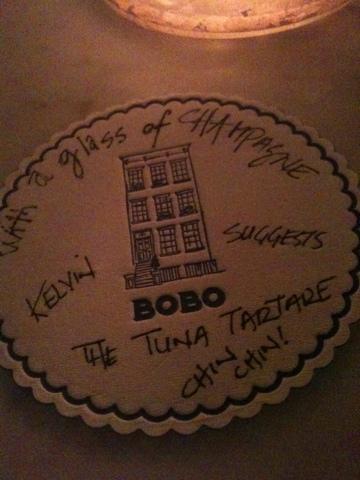 with a glass of CHAMPAGNE
KELVIN SUGGESTS
BOBO
THE TUNA TARTARE
CHIN
CHIN!